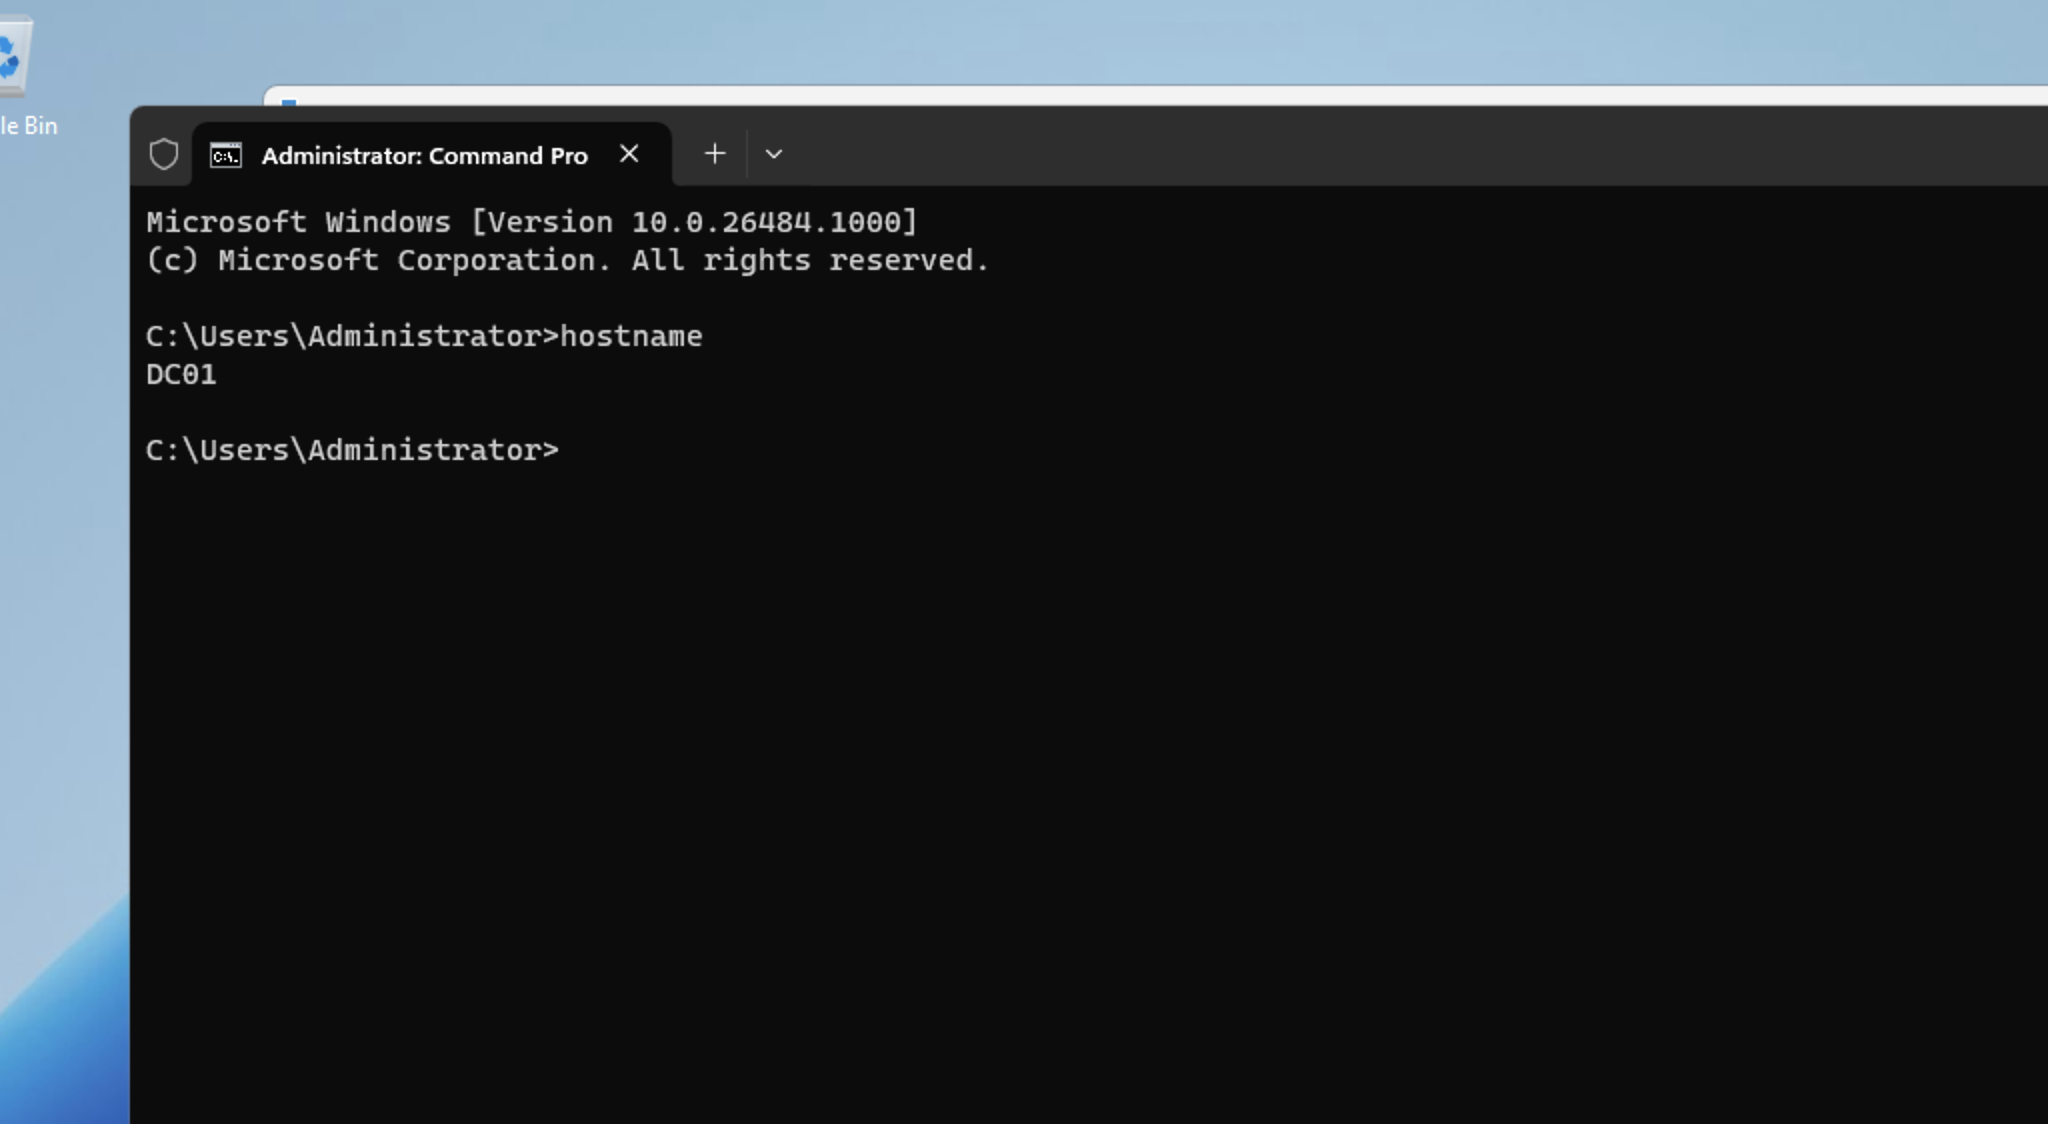 le Bin
Administrator: Command Pro
Microsoft Windows [Version 10.0.26484.1000]
(c) Microsoft Corporation. All rights reserved.
C:\Users\Administrator>hostname
DC01
C:\Users\Administrator>